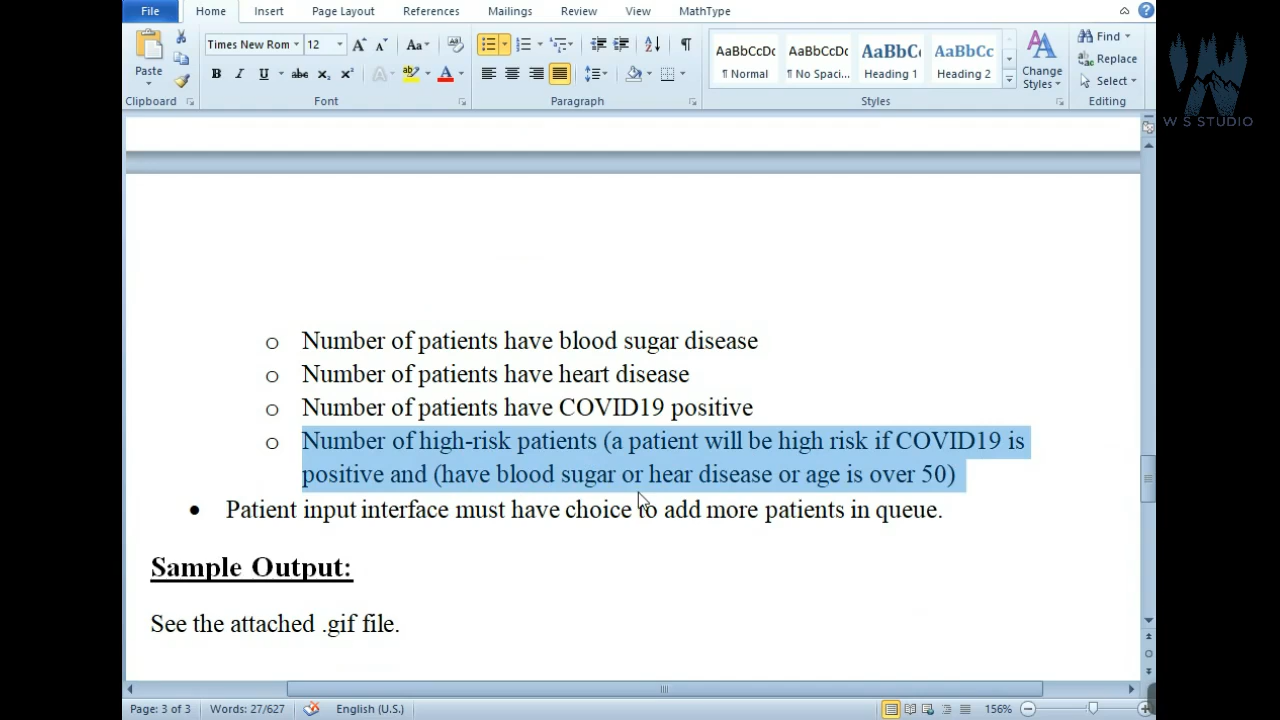 File Home Insert Page Layout References Mailings Review View MathType
Times New Rom 12 Aa
AaBbCcDc AaBbCcDc AaBbC AaBbCc
Find
Replace
Select
Paste
B I U abc X₂ X² A A
¶ Normal ¶ No Spaci... Heading 1 Heading 2
Change
Styles
Clipboard Font Paragraph Styles Editing
W S STUDIO
o Number of patients have blood sugar disease
o Number of patients have heart disease
o Number of patients have COVID19 positive
o Number of high-risk patients (a patient will be high risk if COVID19 is
positive and (have blood sugar or hear disease or age is over 50)
• Patient input interface must have choice to add more patients in queue.
Sample Output:
See the attached .gif file.
Page: 3 of 3 Words: 27/627 English (U.S.) 156%